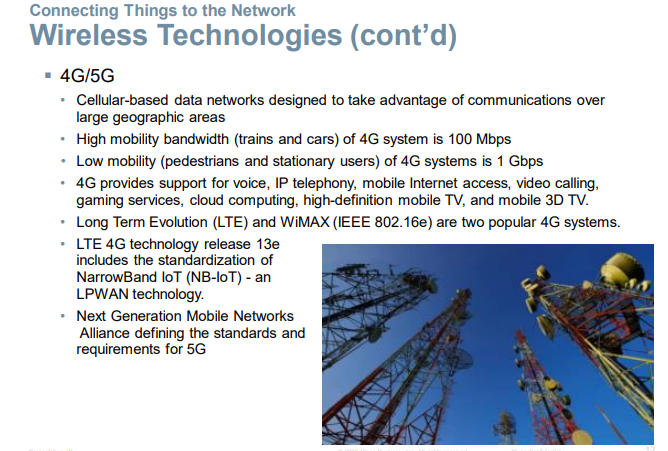 Connecting Things to the Network
Wireless Technologies (cont’d)
▪ 4G/5G
• Cellular-based data networks designed to take advantage of communications over
large geographic areas
• High mobility bandwidth (trains and cars) of 4G system is 100 Mbps
• Low mobility (pedestrians and stationary users) of 4G systems is 1 Gbps
• 4G provides support for voice, IP telephony, mobile Internet access, video calling,
gaming services, cloud computing, high-definition mobile TV, and mobile 3D TV.
• Long Term Evolution (LTE) and WiMAX (IEEE 802.16e) are two popular 4G systems.
• LTE 4G technology release 13e
includes the standardization of
NarrowBand IoT (NB-IoT) - an
LPWAN technology.
• Next Generation Mobile Networks
Alliance defining the standards and
requirements for 5G